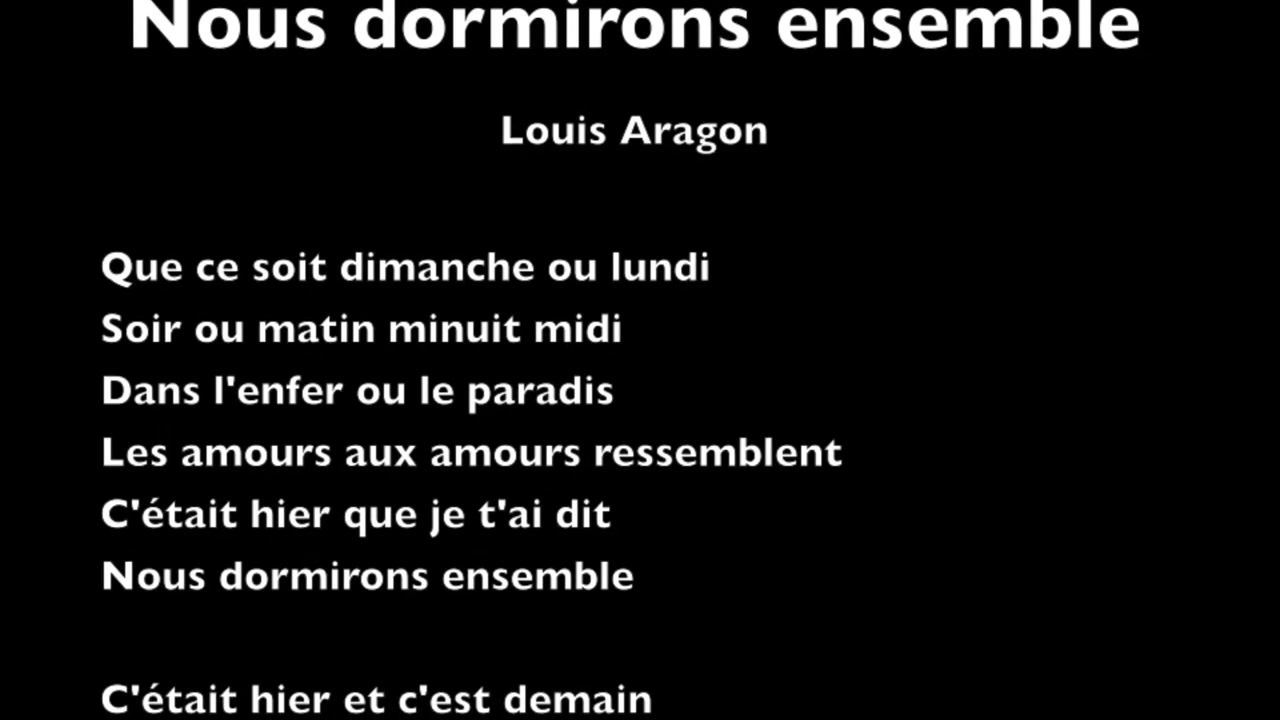 Nous dormirons ensemble
Louis Aragon
Que ce soit dimanche ou lundi
Soir ou matin minuit midi
Dans l'enfer ou le paradis
Les amours aux amours ressemblent
C'était hier que je t'ai dit
Nous dormirons ensemble
C'était hier et c'est demain